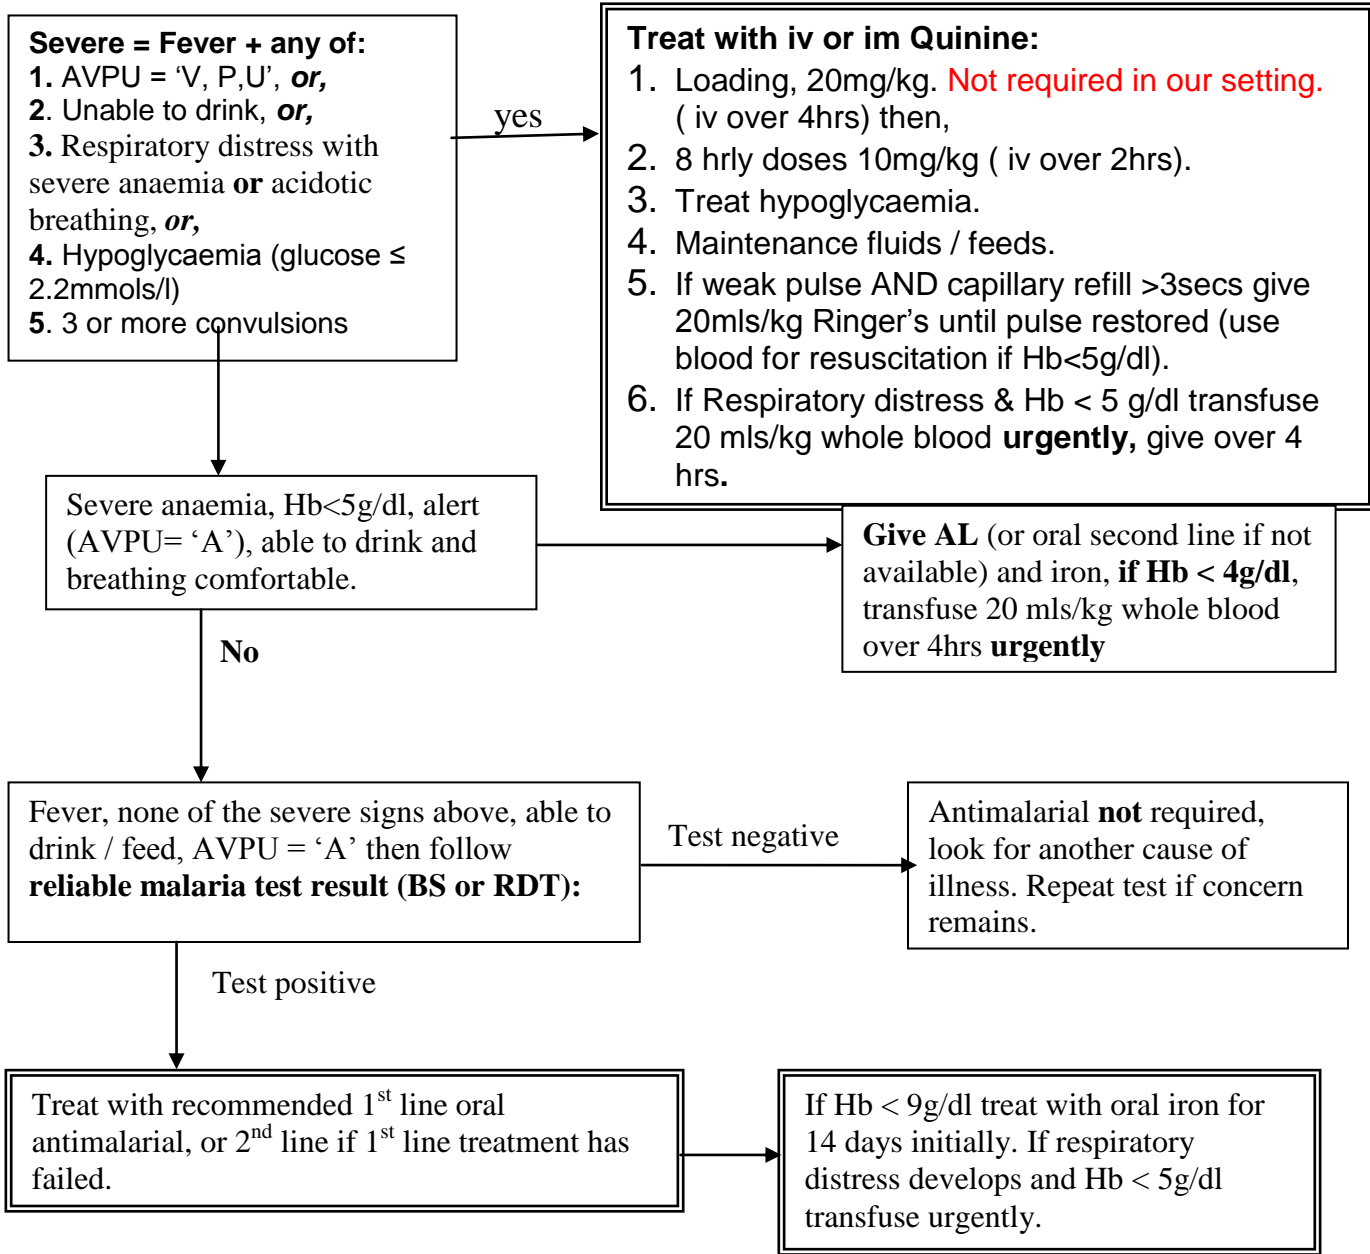 Severe = Fever + any of:
1. AVPU = ‘V, P,U’, or,
2. Unable to drink, or,
3. Respiratory distress with
severe anaemia or acidotic
breathing, or,
4. Hypoglycaemia (glucose ≤
2.2mmols/l)
5. 3 or more convulsions
yes
Treat with iv or im Quinine:
1. Loading, 20mg/kg. Not required in our setting.
( iv over 4hrs) then,
2. 8 hrly doses 10mg/kg ( iv over 2hrs).
3. Treat hypoglycaemia.
4. Maintenance fluids / feeds.
5. If weak pulse AND capillary refill >3secs give
20mls/kg Ringer’s until pulse restored (use
blood for resuscitation if Hb<5g/dl).
6. If Respiratory distress & Hb < 5 g/dl transfuse
20 mls/kg whole blood urgently, give over 4
hrs.
Severe anaemia, Hb<5g/dl, alert
(AVPU= ‘A’), able to drink and
breathing comfortable.
Give AL (or oral second line if not
available) and iron, if Hb < 4g/dl,
transfuse 20 mls/kg whole blood
over 4hrs urgently
No
Fever, none of the severe signs above, able to
drink / feed, AVPU = ‘A’ then follow
reliable malaria test result (BS or RDT):
Test negative
Antimalarial not required,
look for another cause of
illness. Repeat test if concern
remains.
Test positive
Treat with recommended 1st line oral
antimalarial, or 2nd line if 1st line treatment has
failed.
If Hb < 9g/dl treat with oral iron for
14 days initially. If respiratory
distress develops and Hb < 5g/dl
transfuse urgently.